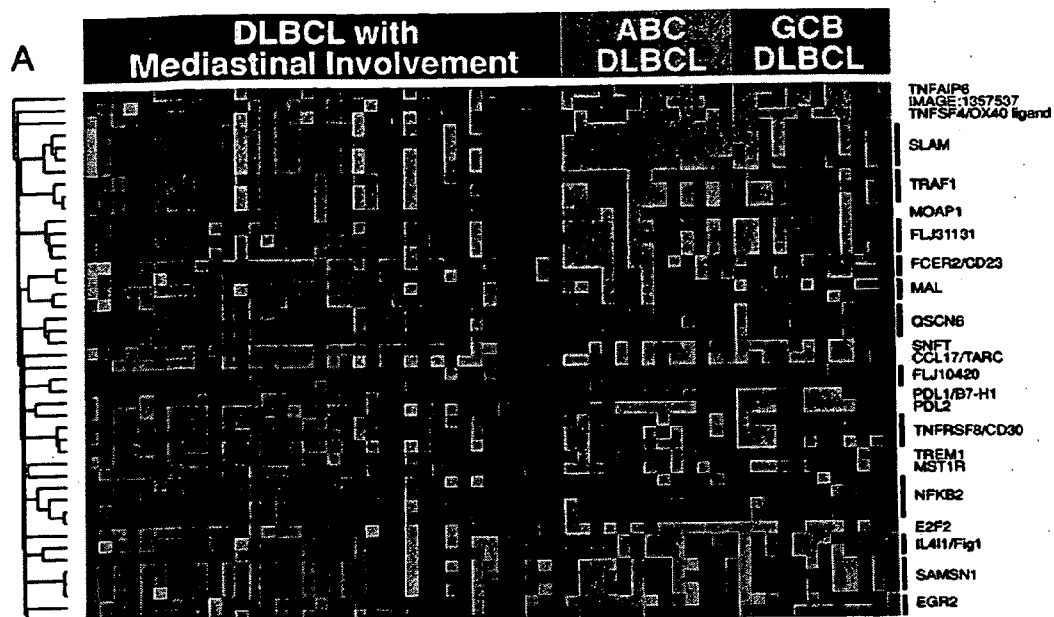 A
DLBCL with
Mediastinal Involvement
ABC
DLBCL
GCB
DLBCL
TNFAIP6
IMAGE:1357537
TNFSF4/OX40 ligand
SLAM
TRAF1
MOAP1
FLJ31131
FCER2/CD23
MAL
QSCN6
SNFT
CCL17/TARC
FLJ10420
PDL1/B7-H1
PDL2
TNFRSF8/CD30
TREM1
MST1R
NFKB2
E2F2
IL4I1/Fig1
SAMSN1
EGR2